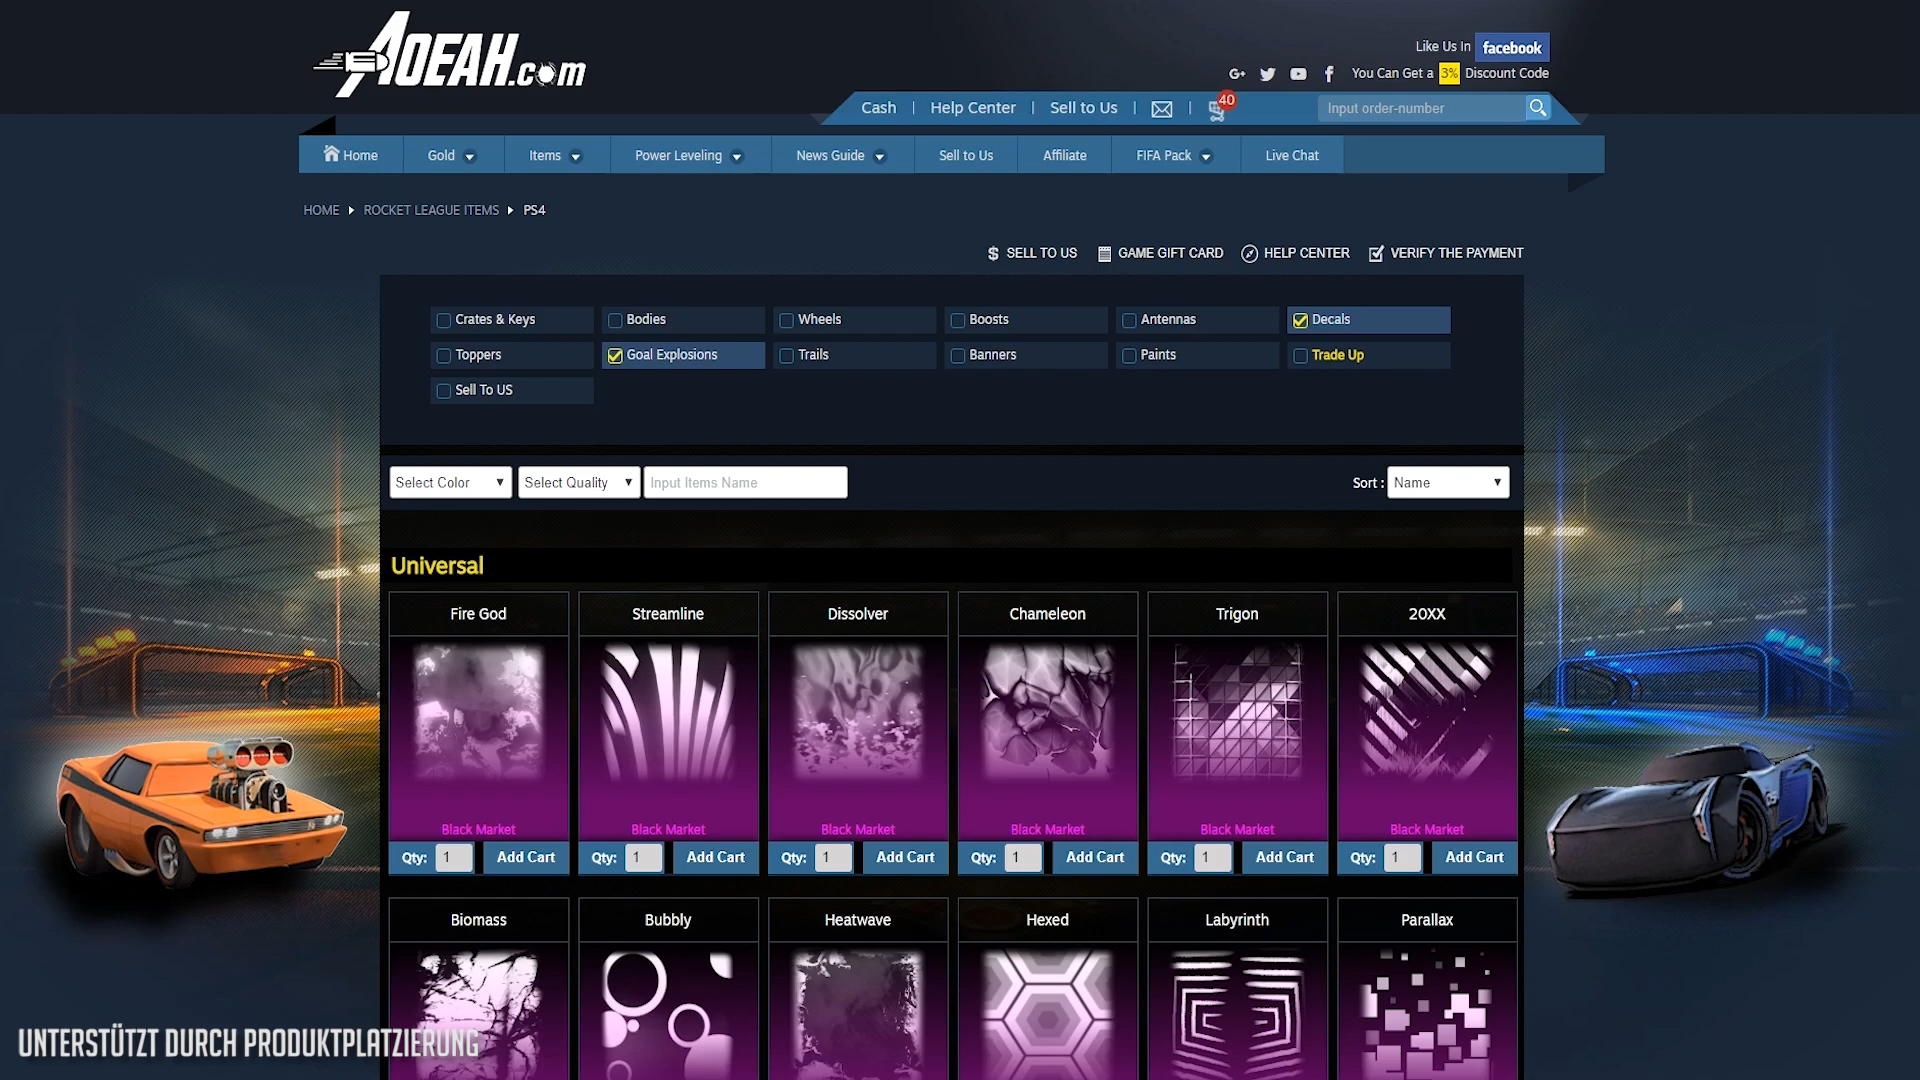 AOEAH.com
Like Us In facebook
You Can Get a 3% Discount Code
Cash | Help Center | Sell to Us | | 40
Input order-number
Home Gold Items Power Leveling News Guide Sell to Us Affiliate FIFA Pack Live Chat
HOME ROCKET LEAGUE ITEMS PS4
$ SELL TO US GAME GIFT CARD HELP CENTER VERIFY THE PAYMENT
Crates & Keys Bodies Wheels Boosts Antennas Decals
Toppers Goal Explosions Trails Banners Paints Trade Up
Sell To US
Select Color Select Quality Input Items Name Sort : Name
Universal
Fire God Streamline Dissolver Chameleon Trigon 20XX
Black Market Black Market Black Market Black Market Black Market Black Market
Qty: 1 Add Cart Qty: 1 Add Cart Qty: 1 Add Cart Qty: 1 Add Cart Qty: 1 Add Cart Qty: 1 Add Cart
Biomass Bubbly Heatwave Hexed Labyrinth Parallax
UNTERSTÜTZT DURCH PRODUKTPLATZIERUNG